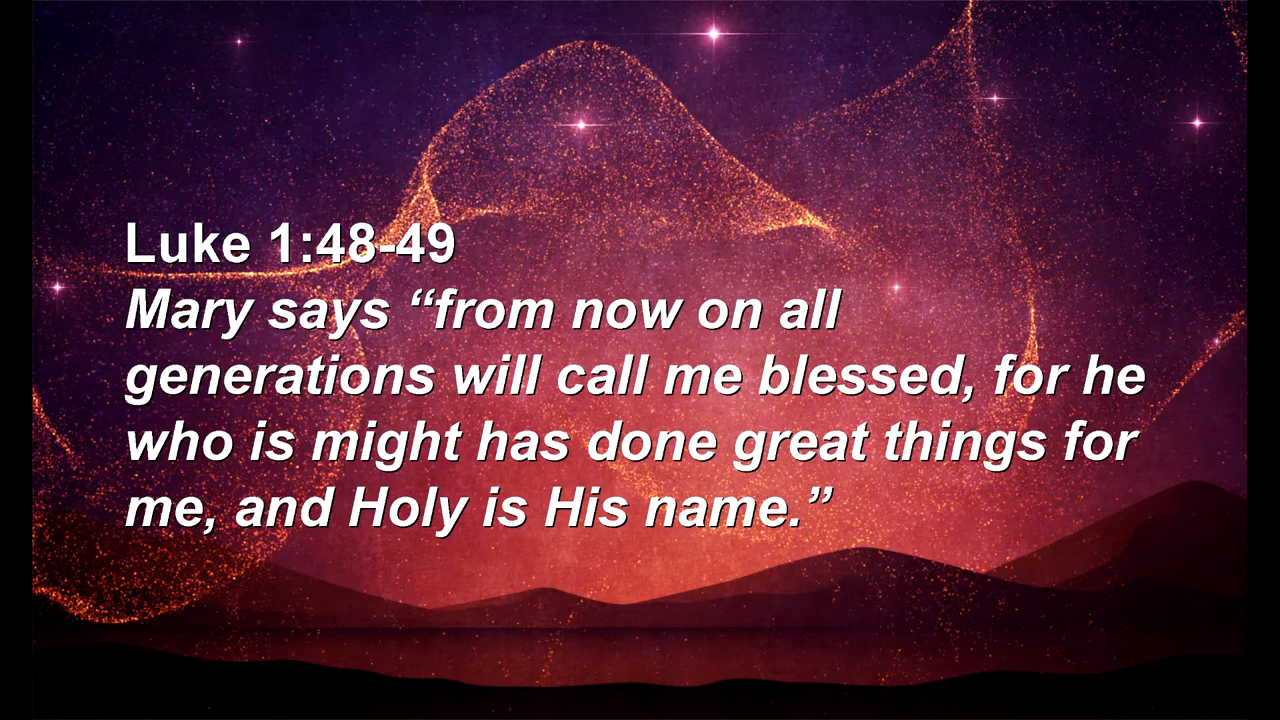 Luke 1:48-49
Mary says “from now on all
generations will call me blessed, for he
who is might has done great things for
me, and Holy is His name.”